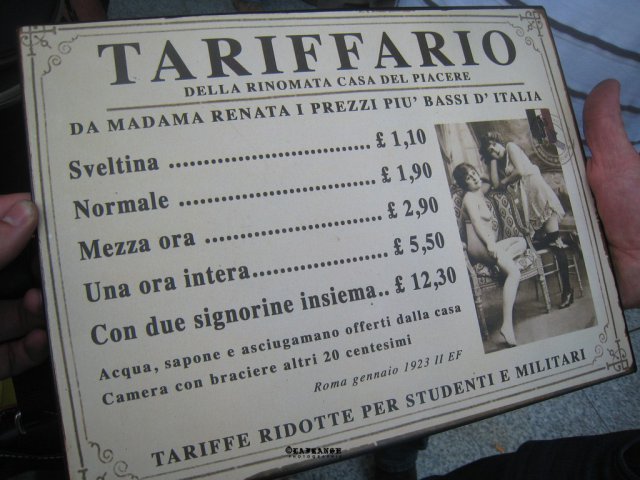 TARIFFARIO
DELLA RINOMATA CASA DEL PIACERE
DA MADAMA RENATA I PREZZI PIU' BASSI D' ITALIA
Sveltina ................................ £ 1,10
Normale ................................ £ 1,90
Mezza ora ............................. £ 2,90
Una ora intera...................... £ 5,50
Con due signorine insiema.. £ 12,30
Acqua, sapone e asciugamano offerti dalla casa
Camera con braciere altri 20 centesimi
Roma gennaio 1923 II EF
TARIFFE RIDOTTE PER STUDENTI E MILITARI